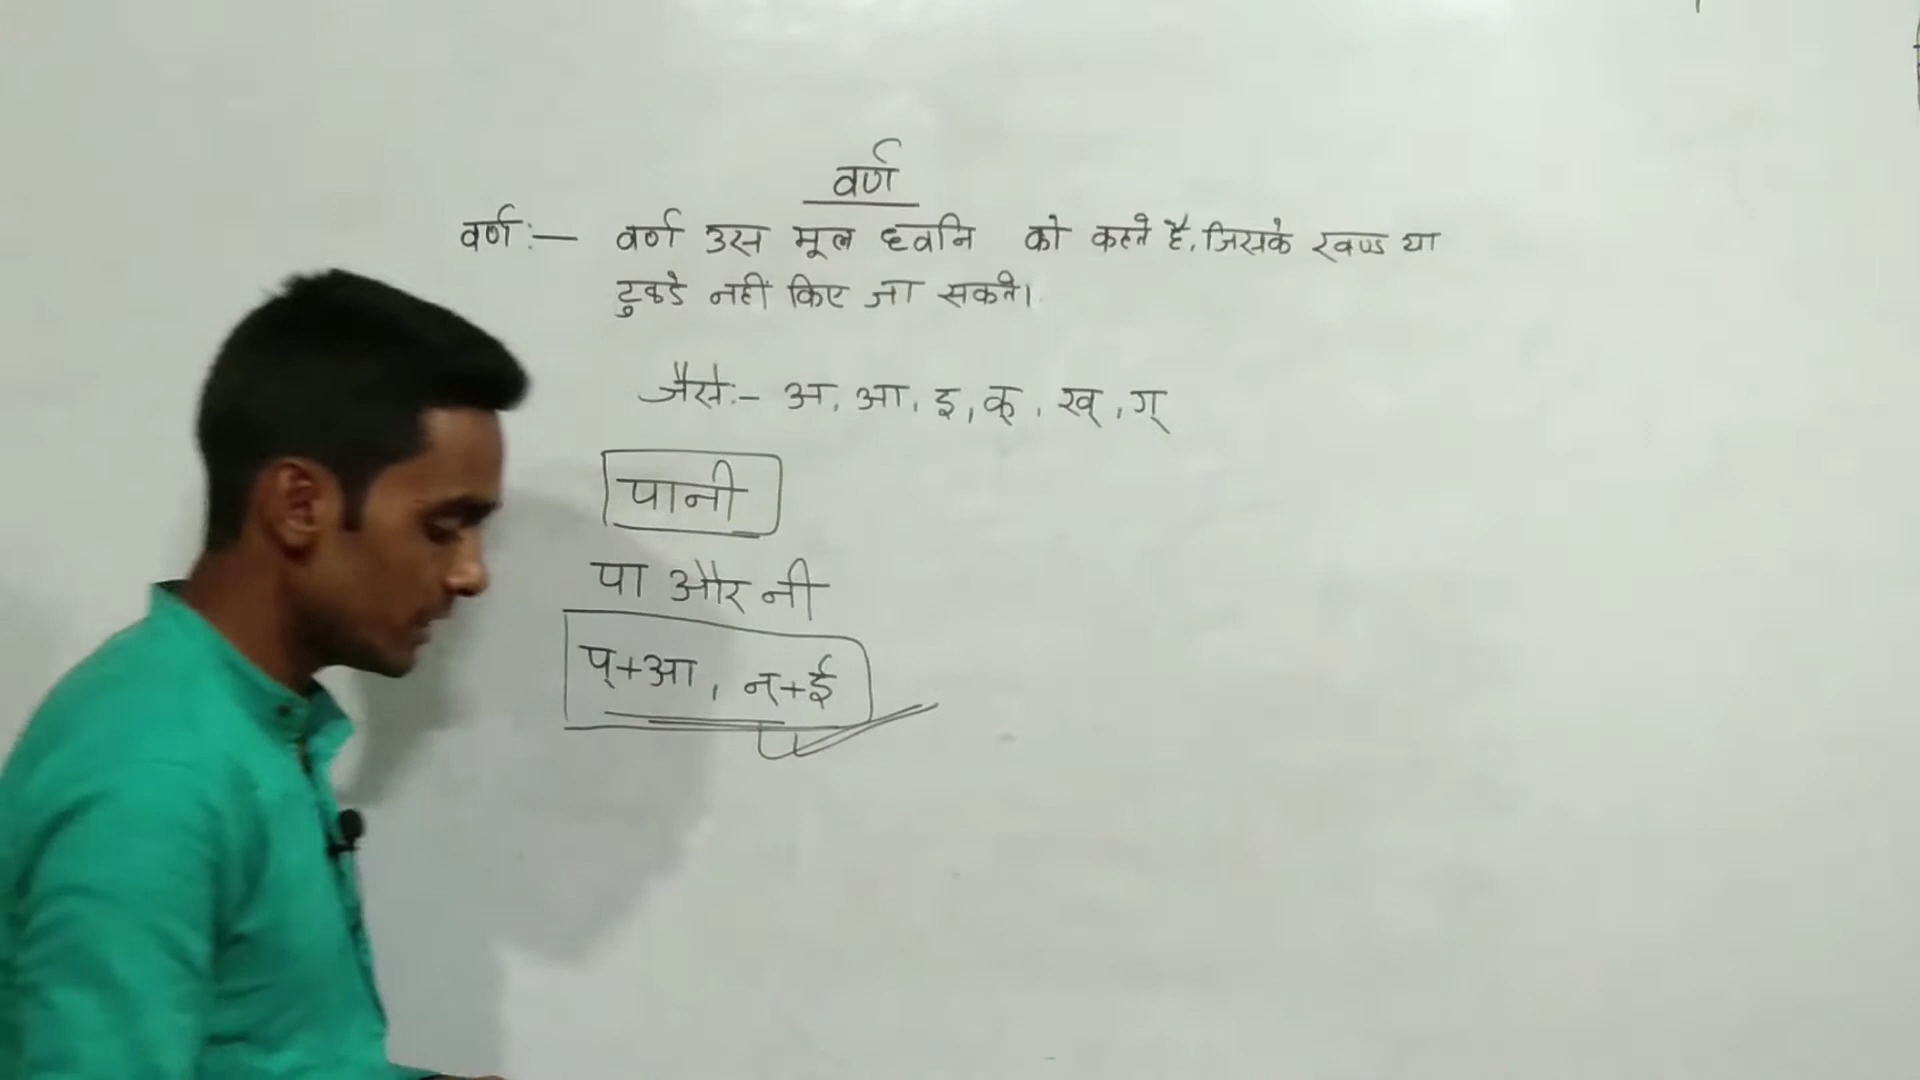 वर्ण
वर्ण:— वर्ण उस मूल ध्वनि को कहते है, जिसके खण्ड या
टुकडे नहीं किए जा सकते।
जैसे:- अ, आ, इ, क्, ख्, ग्
पानी
पा और नी
प्+आ, न्+ई